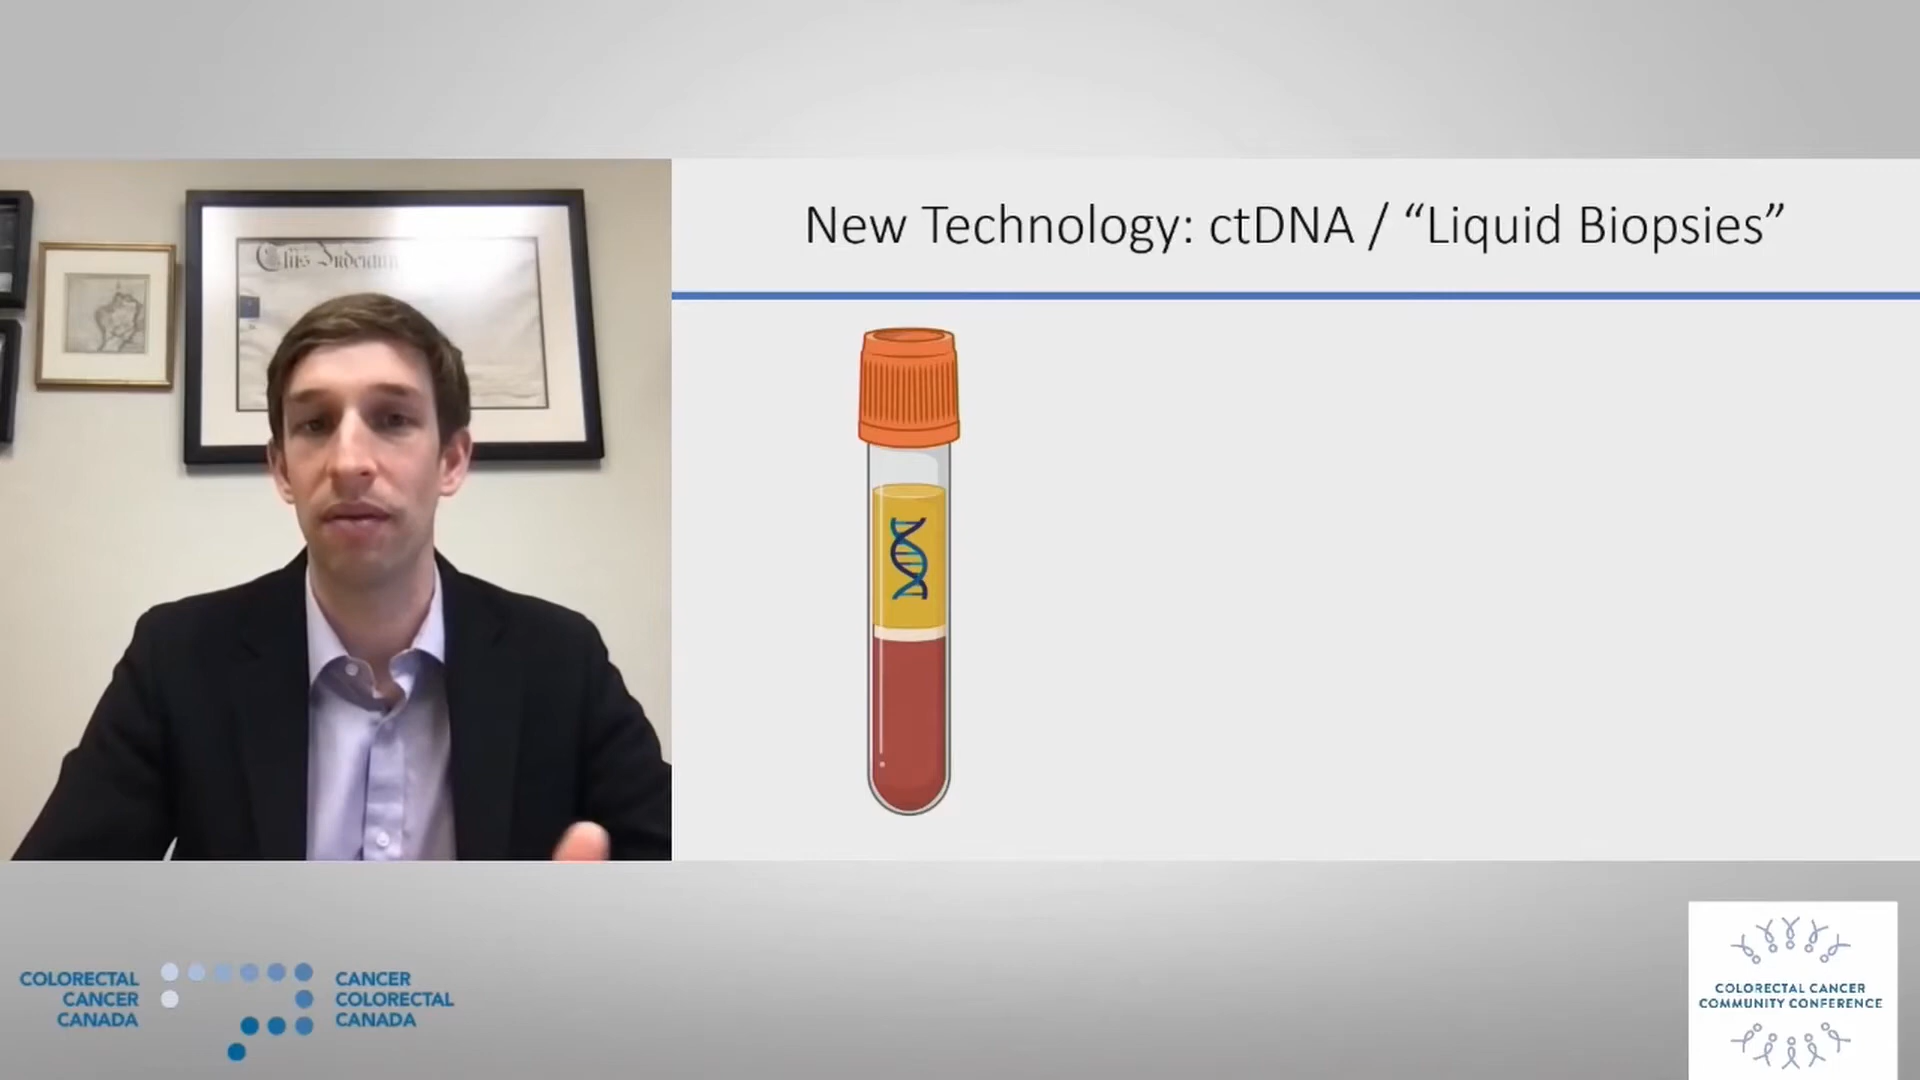 New Technology: ctDNA / “Liquid Biopsies”
COLORECTAL
CANCER
CANADA
CANCER
COLORECTAL
CANADA
COLORECTAL CANCER
COMMUNITY CONFERENCE